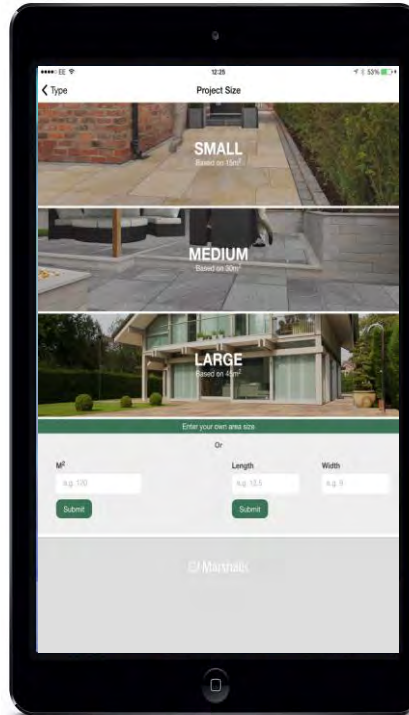 EE 12:25 53%
Type Project Size
SMALL
Based on 15m²
MEDIUM
Based on 30m²
LARGE
Based on 45m²
Enter your own area size
Or
M² Length Width
e.g. 120 e.g. 12.5 e.g. 9
Submit Submit
Marshalls